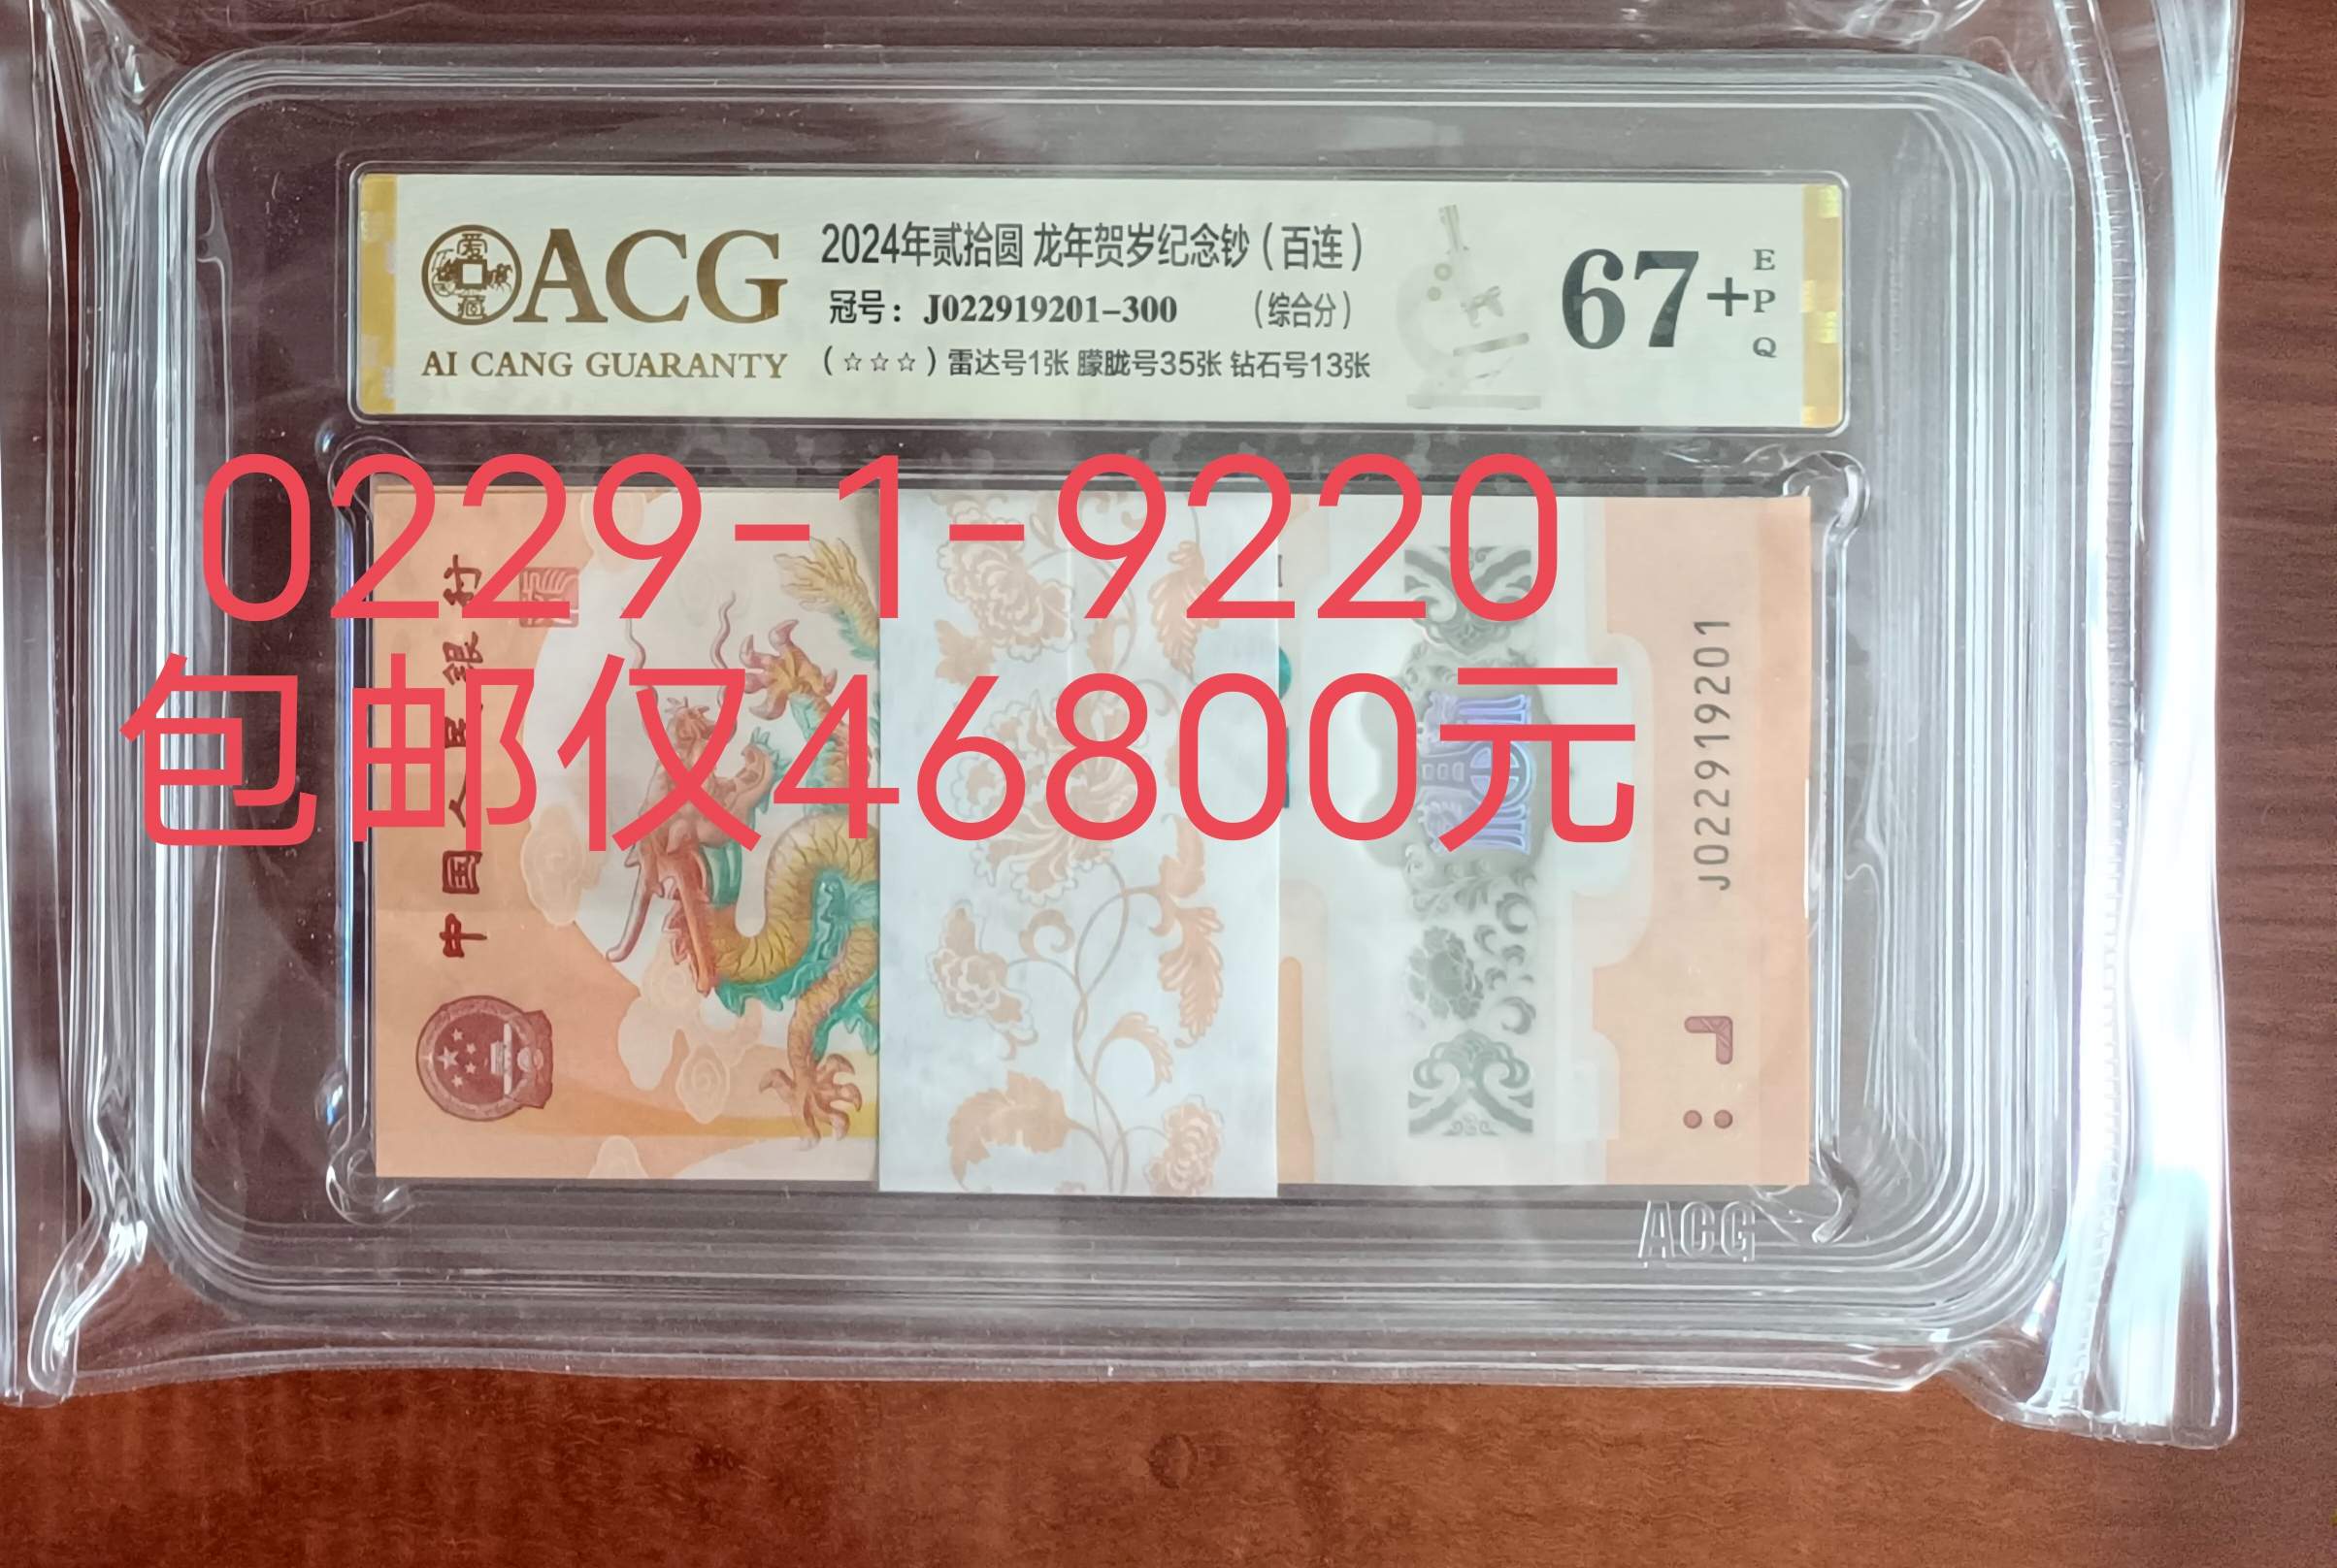 爱藏
ACG
AI CANG GUARANTY
2024年贰拾圆 龙年贺岁纪念钞(百连)
冠号: J022919201-300 (综合分)
(☆☆☆)雷达号1张 朦胧号35张 钻石号13张
67+
EPQ
0229-1-9220
包邮仅46800元
中国人民银行
J022919201
ACG